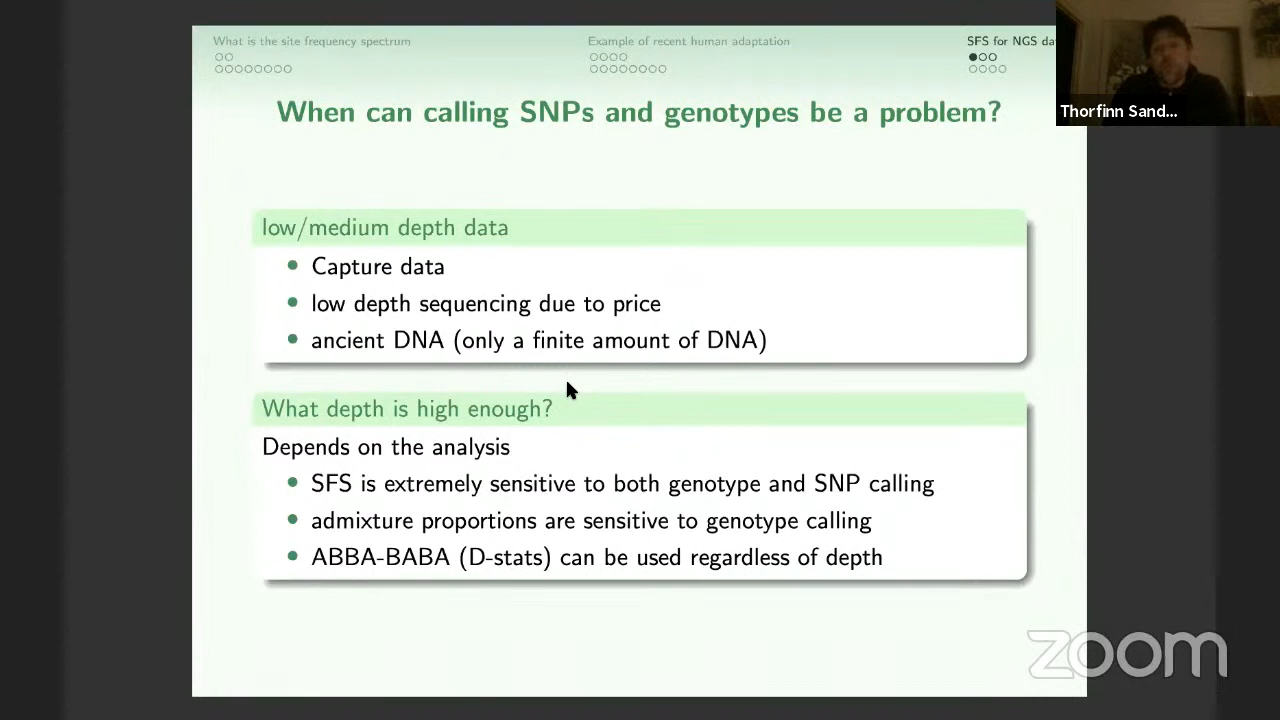 What is the site frequency spectrum
Example of recent human adaptation
SFS for NGS da
When can calling SNPs and genotypes be a problem?
Thorfinn Sand...
low/medium depth data
Capture data
low depth sequencing due to price
ancient DNA (only a finite amount of DNA)
What depth is high enough?
Depends on the analysis
SFS is extremely sensitive to both genotype and SNP calling
admixture proportions are sensitive to genotype calling
ABBA-BABA (D-stats) can be used regardless of depth
zoom